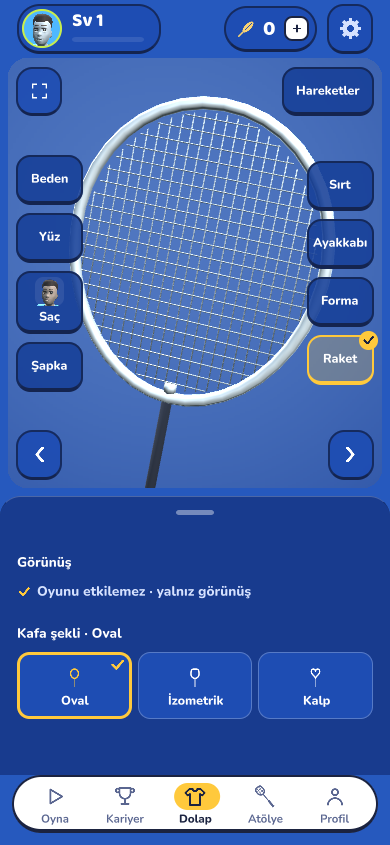 Sv 1
0
+
Hareketler
Beden
Sırt
Yüz
Ayakkabı
Saç
Forma
Şapka
Raket
Görünüş
Oyunu etkilemez · yalnız görünüş
Kafa şekli · Oval
Oval
İzometrik
Kalp
Oyna
Kariyer
Dolap
Atölye
Profil